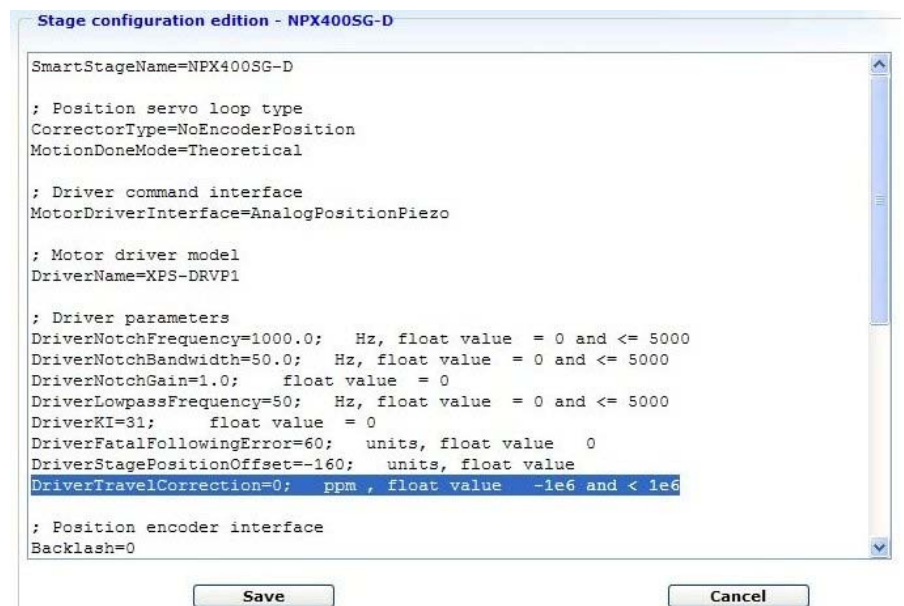 Stage configuration edition - NPX400SG-D
SmartStageName=NPX400SG-D
; Position servo loop type
CorrectorType=NoEncoderPosition
MotionDoneMode=Theoretical
; Driver command interface
MotorDriverInterface=AnalogPositionPiezo
; Motor driver model
DriverName=XPS-DRVP1
; Driver parameters
DriverNotchFrequency=1000.0;   Hz, float value  = 0 and <= 5000
DriverNotchBandwidth=50.0;   Hz, float value  = 0 and <= 5000
DriverNotchGain=1.0;    float value  = 0
DriverLowpassFrequency=50;   Hz, float value  = 0 and <= 5000
DriverKI=31;     float value  = 0
DriverFatalFollowingError=60;   units, float value   0
DriverStagePositionOffset=-160;   units, float value
DriverTravelCorrection=0;   ppm , float value   -1e6 and < 1e6
; Position encoder interface
Backlash=0
Save
Cancel